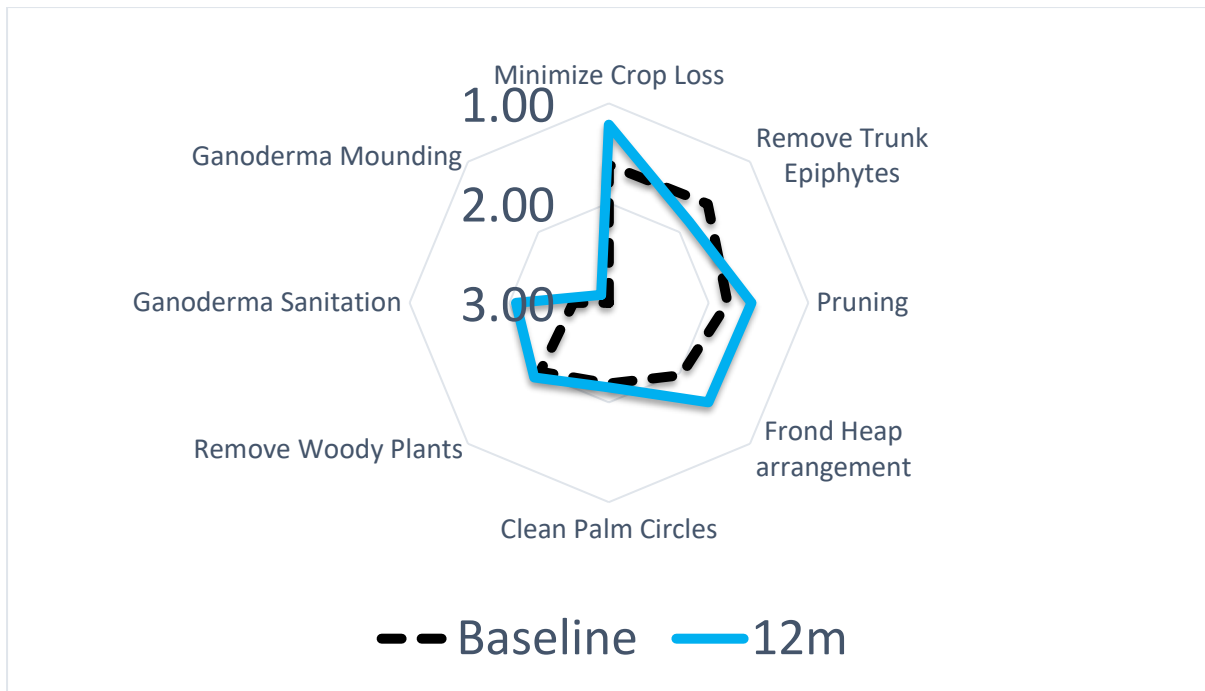 Minimize Crop Loss
1.00
Remove Trunk
Epiphytes
Ganoderma Mounding
2.00
Ganoderma Sanitation
3.00
Pruning
Frond Heap
arrangement
Remove Woody Plants
Clean Palm Circles
Baseline
12m